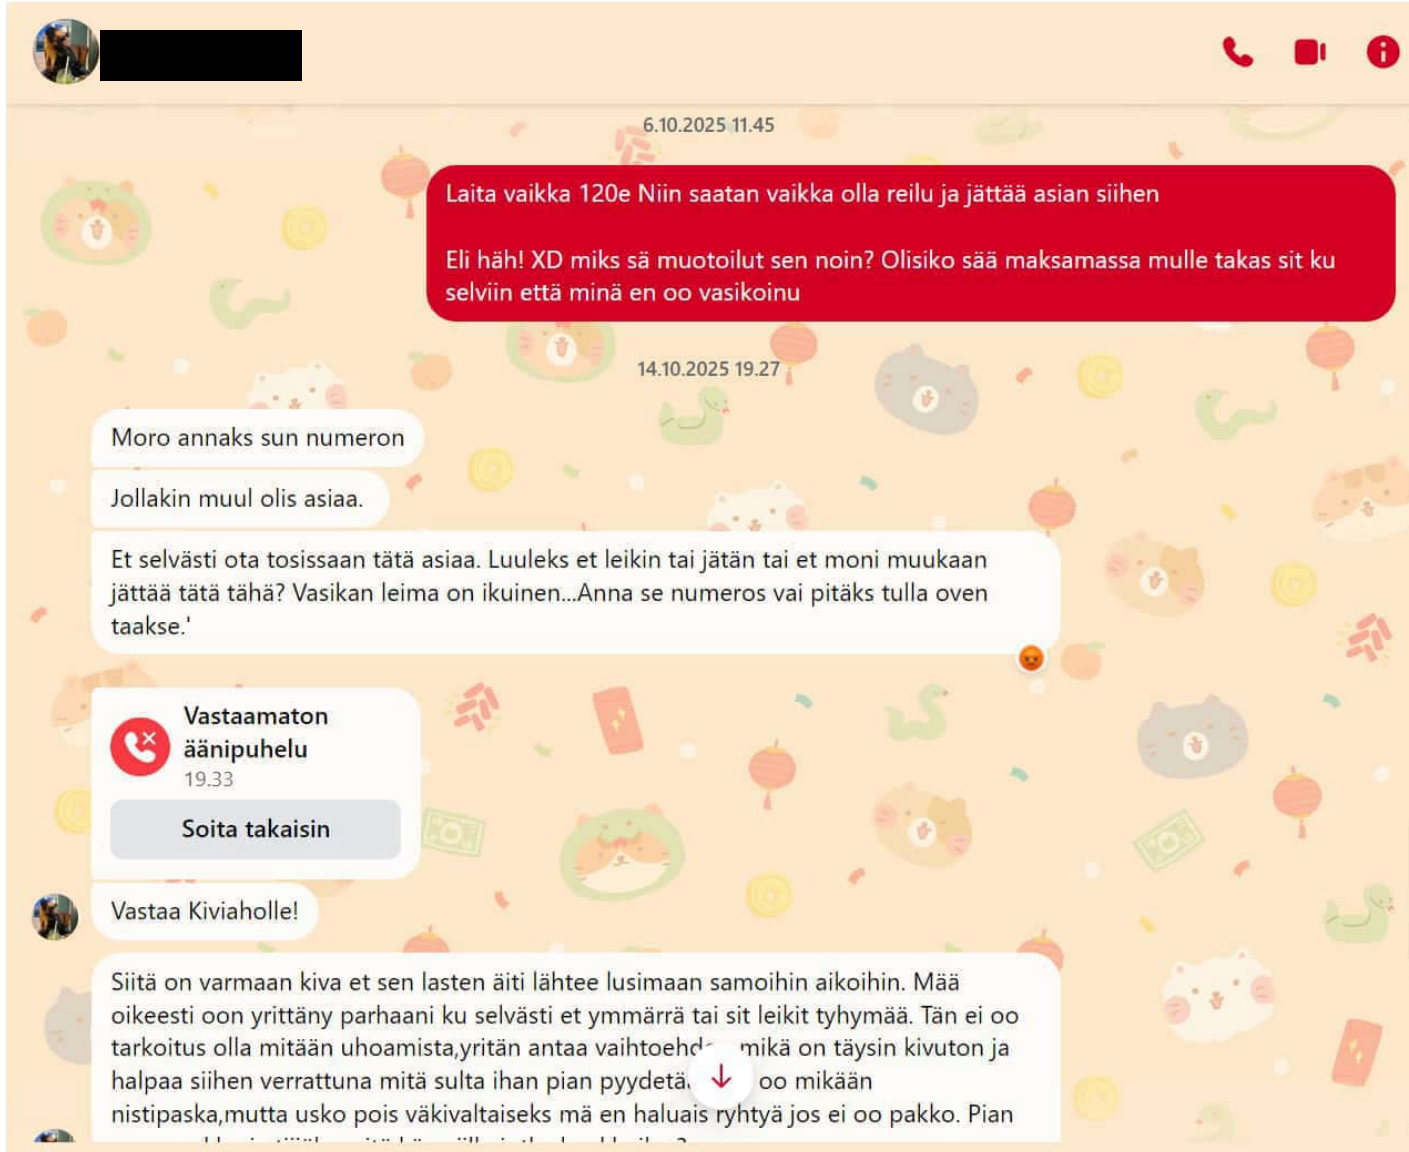 6.10.2025 11.45
Laita vaikka 120e Niin saatan vaikka olla reilu ja jättää asian siihen
Eli häh! XD miks sä muotoilut sen noin? Olisiko sää maksamassa mulle takas sit ku
selviin että minä en oo vasikoinu
14.10.2025 19.27
Moro annaks sun numeron
Jollakin muul olis asiaa.
Et selvästi ota tosissaan tätä asiaa. Luuleks et leikin tai jätän tai et moni muukaan
jättää tätä tähä? Vasikan leima on ikuinen...Anna se numeros vai pitäks tulla oven
taakse.'
Vastaamaton
äänipuhelu
19.33
Soita takaisin
Vastaa Kiviaholle!
Siitä on varmaan kiva et sen lasten äiti lähtee lusimaan samoihin aikoihin. Mää
oikeesti oon yrittäny parhaani ku selvästi et ymmärrä tai sit leikit tyhymää. Tän ei oo
tarkoitus olla mitään uhoamista,yritän antaa mikä on täysin kivuton ja
halpaa siihen verrattuna mitä sulta ihan pian oo mikään
nistipaska,mutta usko pois väkivaltaiseks mä en haluais ryhtyä jos ei oo pakko. Pian